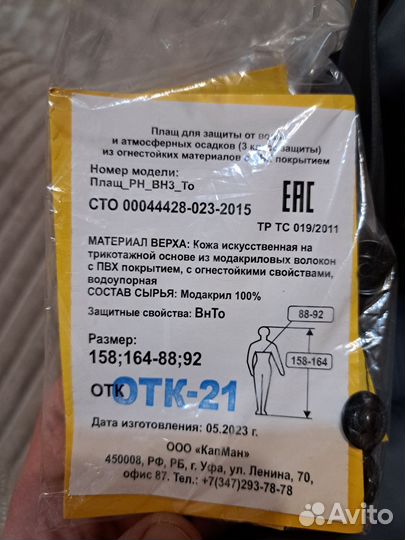 Плащ для защиты от воды
и атмосферных осадков (3 класс защиты)
из огнестойких материалов с покрытием
Номер модели:
Плащ_РН_ВН3_То
СТО 00044428-023-2015
ЕАС
ТР ТС 019/2011
МАТЕРИАЛ ВЕРХА: Кожа искусственная на
трикотажной основе из модакриловых волокон
с ПВХ покрытием, с огнестойкими свойствами,
водоупорная
СОСТАВ СЫРЬЯ: Модакрил 100%
Защитные свойства: ВнТо
88-92
Размер:
158;164-88;92
158-164
ОТК
ОТК-21
Дата изготовления: 05.2023 г.
ООО «КапМан»
450008, РФ, РБ, г. Уфа, ул. Ленина, 70,
офис 87. Тел.: +7(347)293-78-78
Avito